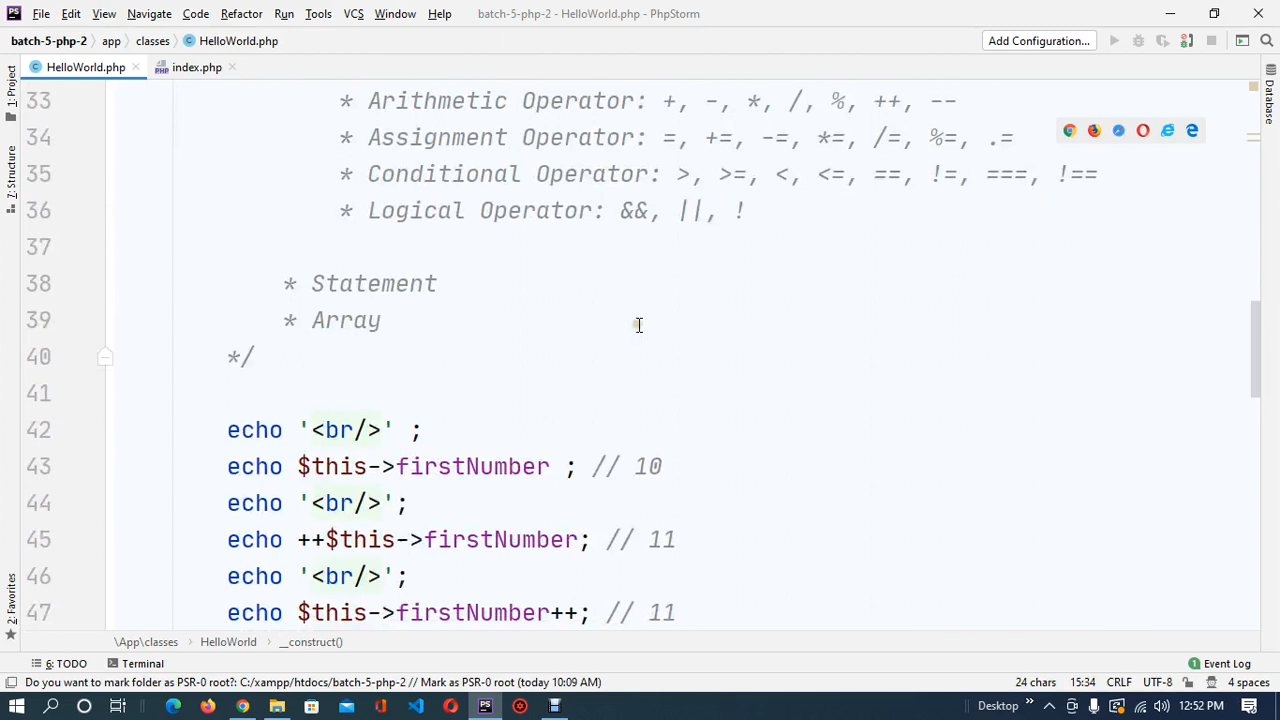 PS File Edit View Navigate Code Refactor Run Tools VCS Window Help batch-5-php-2 - HelloWorld.php - PhpStorm
batch-5-php-2 app classes C HelloWorld.php Add Configuration...
C HelloWorld.php PHP index.php
1: Project
7: Structure
2: Favorites
Database
33 * Arithmetic Operator: +, -, *, /, %, ++, --
34 * Assignment Operator: =, +=, -=, *=, /=, %=, .=
35 * Conditional Operator: >, >=, <, <=, ==, !=, ===, !==
36 * Logical Operator: &&, ||, !
37
38 * Statement
39 * Array
40 */
41
42 echo '<br/>' ;
43 echo $this->firstNumber ; // 10
44 echo '<br/>';
45 echo ++$this->firstNumber; // 11
46 echo '<br/>';
47 echo $this->firstNumber++; // 11
\App\classes HelloWorld __construct()
6: TODO Terminal 1 Event Log
Do you want to mark folder as PSR-0 root?: C:/xampp/htdocs/batch-5-php-2 // Mark as PSR-0 root (today 10:09 AM) 24 chars 15:34 CRLF UTF-8 4 spaces
PS Desktop » 12:52 PM